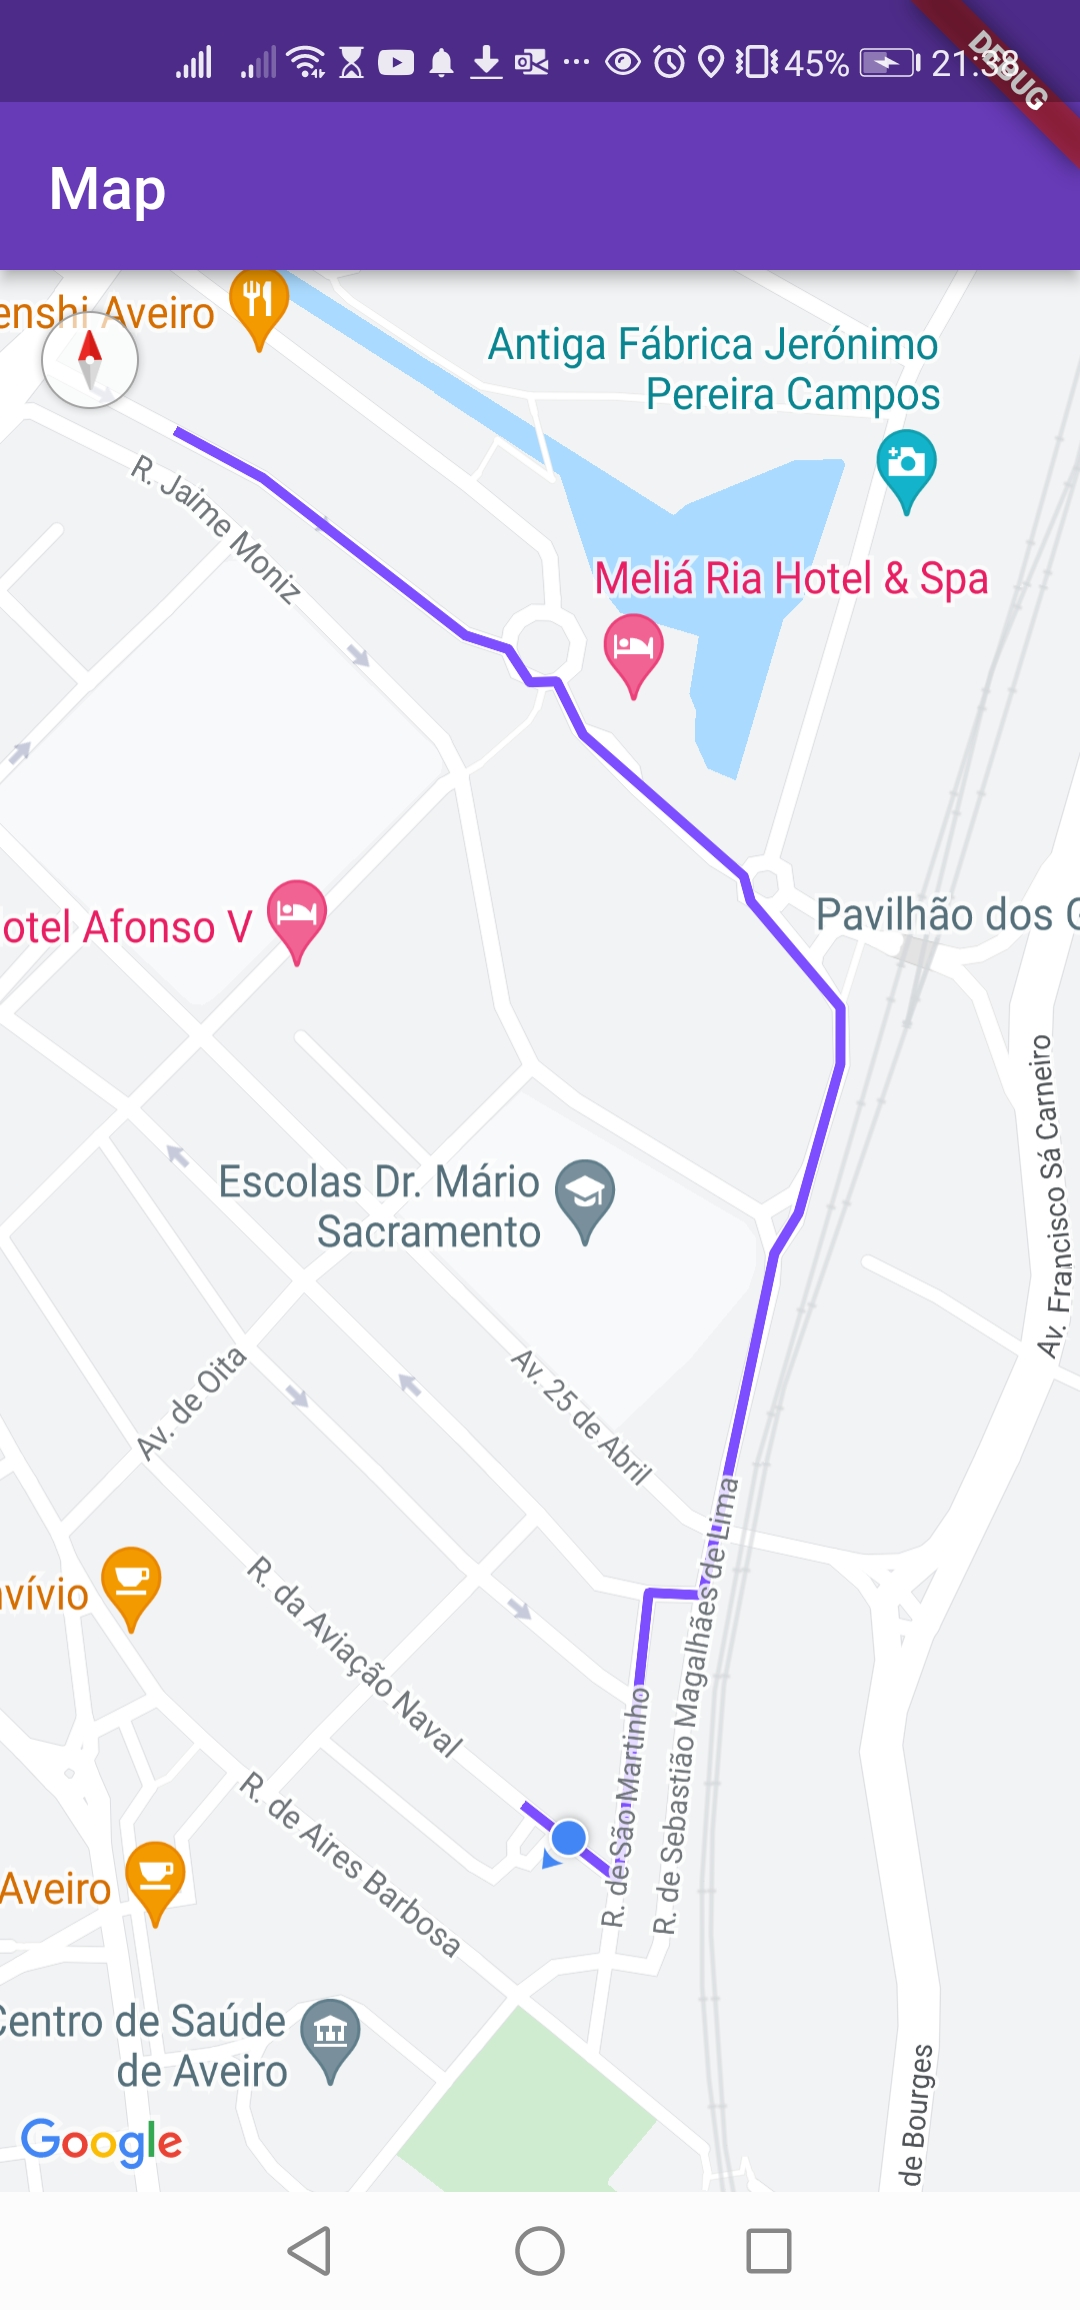 45%
21:38
DEBUG
Map
enshi Aveiro
Antiga Fábrica Jerónimo
Pereira Campos
R. Jaime Moniz
Meliá Ria Hotel & Spa
otel Afonso V
Pavilhão dos G
Av. Francisco Sá Carneiro
Escolas Dr. Mário
Sacramento
Av. de Oita
Av. 25 de Abril
R. de Sebastião Magalhães de Lima
nvívio
R. da Aviação Naval
R. de São Martinho
R. de Aires Barbosa
Aveiro
Centro de Saúde
de Aveiro
de Bourges
Google